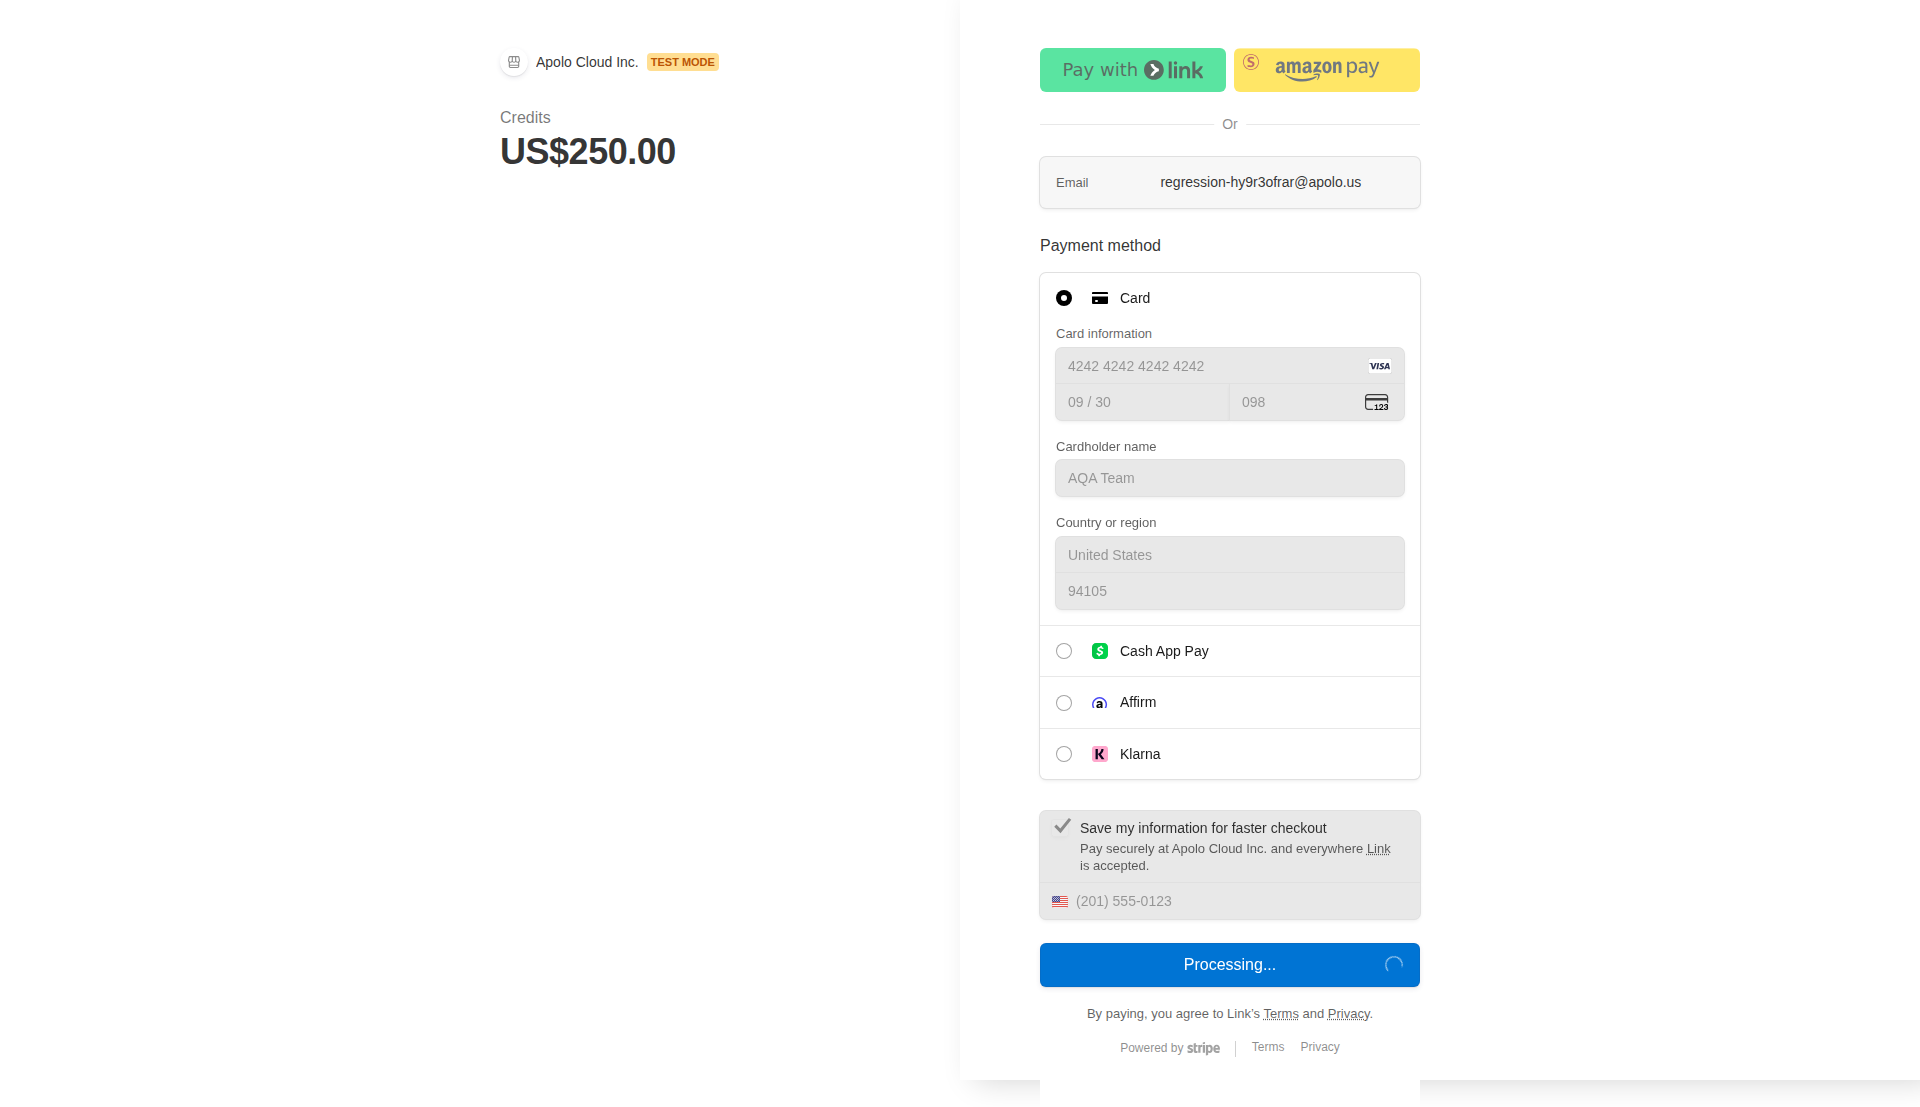 Apolo Cloud Inc. TEST MODE
Credits
US$250.00
Pay with link
S amazon pay
Or
Email regression-hy9r3ofrar@apolo.us
Payment method
Card
Card information
4242 4242 4242 4242 VISA
09 / 30 098 123
Cardholder name
AQA Team
Country or region
United States
94105
$ Cash App Pay
a Affirm
K Klarna
Save my information for faster checkout
Pay securely at Apolo Cloud Inc. and everywhere Link
is accepted.
(201) 555-0123
Processing...
By paying, you agree to Link’s Terms and Privacy.
Powered by stripe Terms Privacy